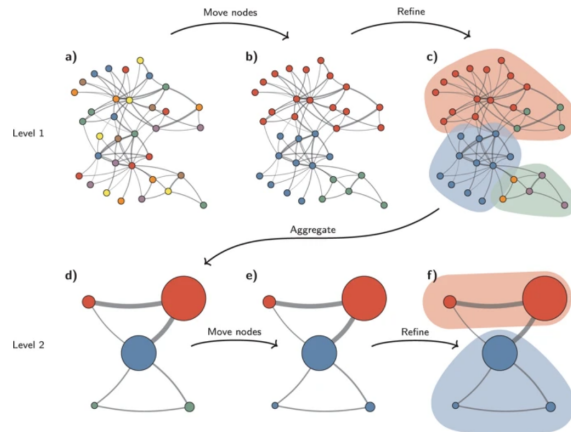 Move nodes
Refine
a)
b)
c)
Level 1
Aggregate
d)
e)
f)
Move nodes
Refine
Level 2